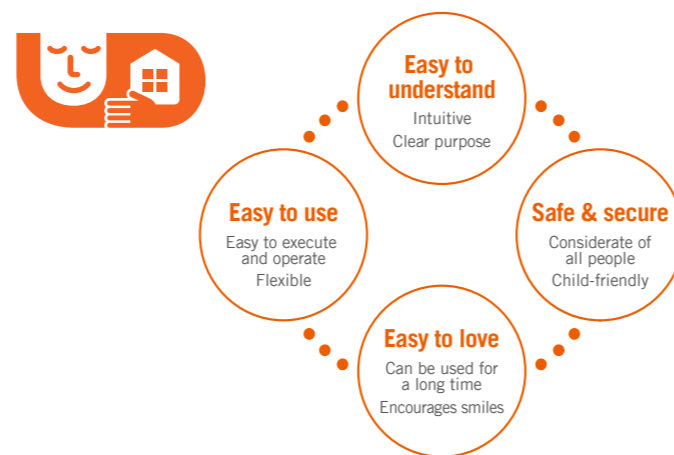 Easy to
understand
Intuitive
Clear purpose
Easy to use
Easy to execute
and operate
Flexible
Safe & secure
Considerate of
all people
Child-friendly
Easy to love
Can be used for
a long time
Encourages smiles